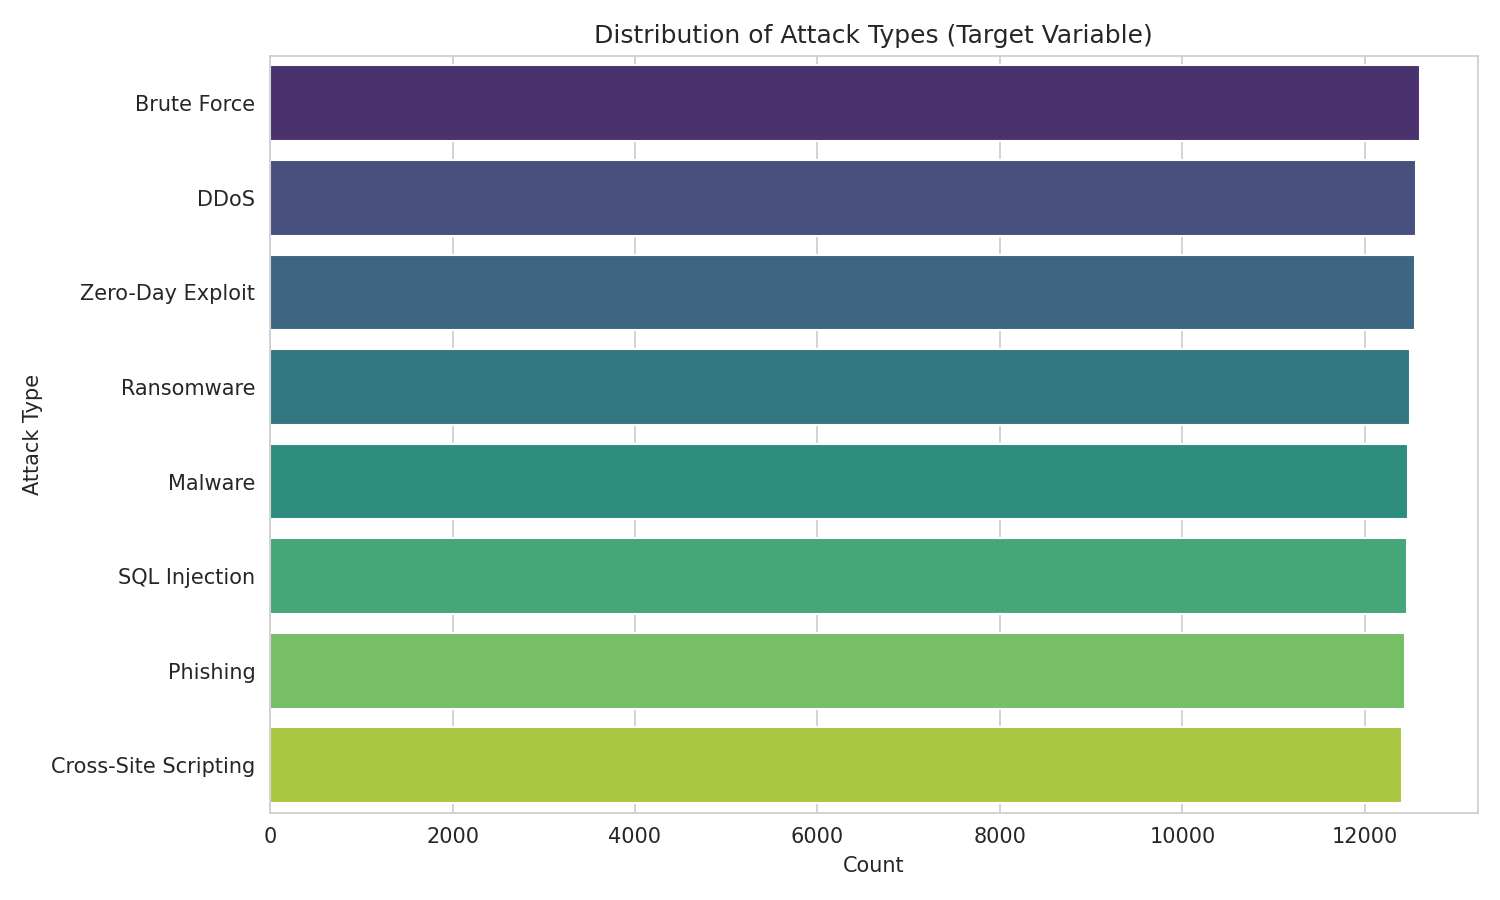 Distribution of Attack Types (Target Variable)
Brute Force
DDoS
Zero-Day Exploit
Ransomware
Malware
SQL Injection
Phishing
Cross-Site Scripting
Attack Type
0 2000 4000 6000 8000 10000 12000
Count